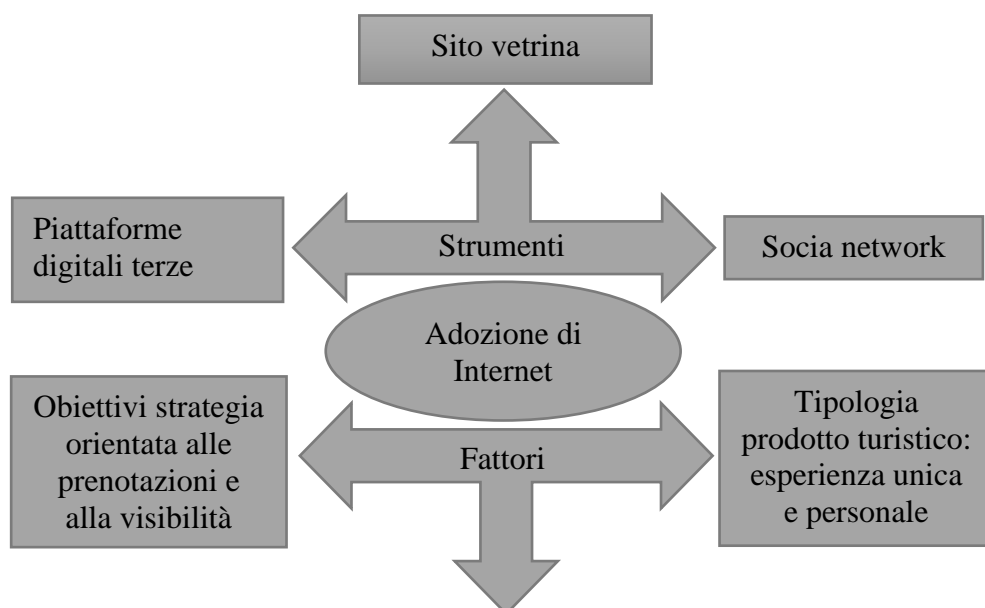 Sito vetrina
Piattaforme
digitali terze
Strumenti
Socia network
Adozione di
Internet
Obiettivi strategia
orientata alle
prenotazioni e
alla visibilità
Fattori
Tipologia
prodotto turistico:
esperienza unica
e personale